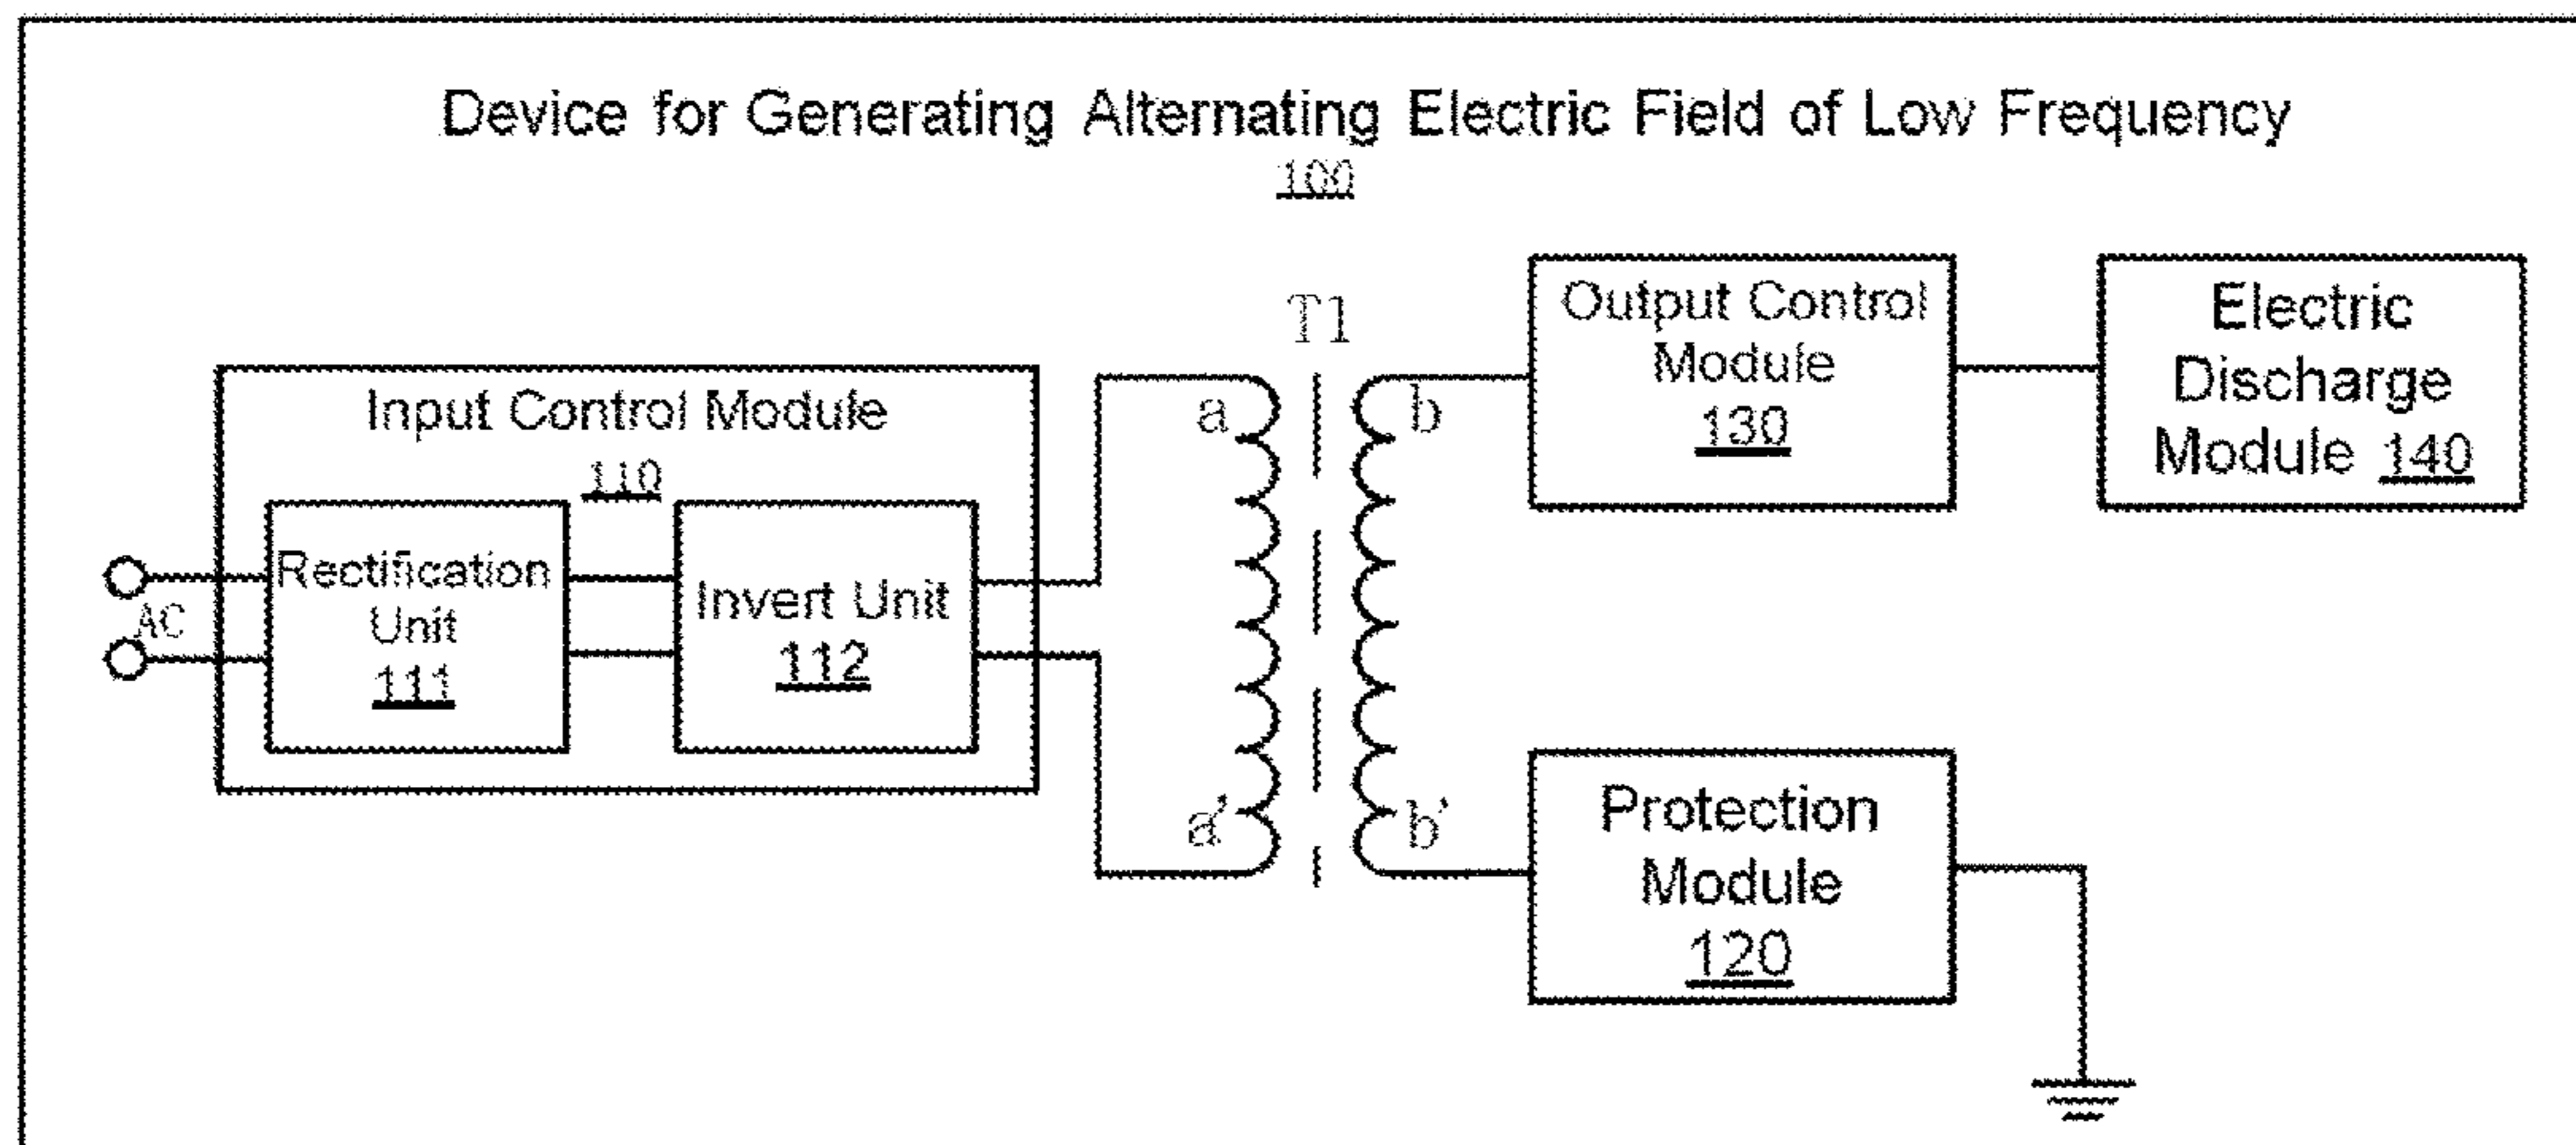 Device for Generating Alternating Electric Field of Low Frequency
100
Input Control Module
110
AC
Rectification
Unit
111
Invert Unit
112
T1
a
a'
b
b'
Output Control
Module
130
Electric
Discharge
Module 140
Protection
Module
120